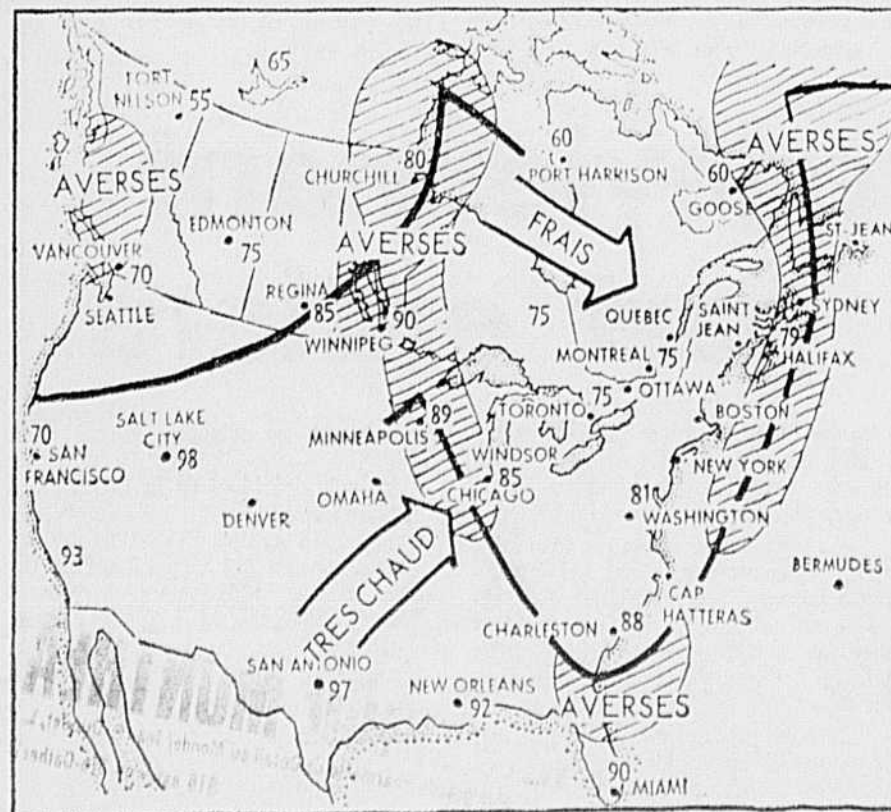 65
FORT
NELSON
55
AVERSES
80
CHURCHILL
60
PORT HARRISON
AVERSES
60
GOOSE
EDMONTON
75
AVERSES
FRAIS
ST-JEAN
VANCOUVER
70
SEATTLE
REGINA
85
90
WINNIPEG
75
QUEBEC
SAINT
JEAN
SYDNEY
79
HALIFAX
MONTREAL
75
75
OTTAWA
TORONTO
BOSTON
89
MINNEAPOLIS
WINDSOR
85
CHICAGO
NEW YORK
70
SAN
FRANCISCO
SALT LAKE
CITY
98
OMAHA
DENVER
81
WASHINGTON
BERMUDES
93
TRES CHAUD
CAP
HATTERAS
CHARLESTON
88
SAN ANTONIO
97
NEW ORLEANS
92
AVERSES
90
MIAMI